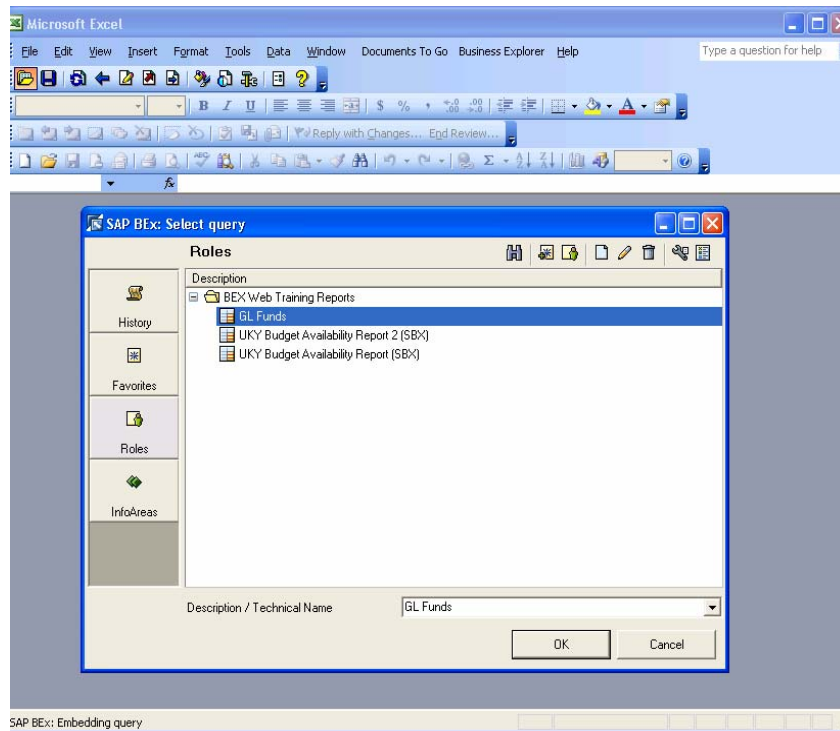 Microsoft Excel
File Edit View Insert Format Tools Data Window Documents To Go Business Explorer Help Type a question for help
B I U $ % ,
Reply with Changes... End Review...
fx
SAP BEx: Select query
Roles
Description
History
BEX Web Training Reports
GL Funds
UKY Budget Availability Report 2 (SBX)
UKY Budget Availability Report (SBX)
Favorites
Roles
InfoAreas
Description / Technical Name GL Funds
OK Cancel
SAP BEx: Embedding query